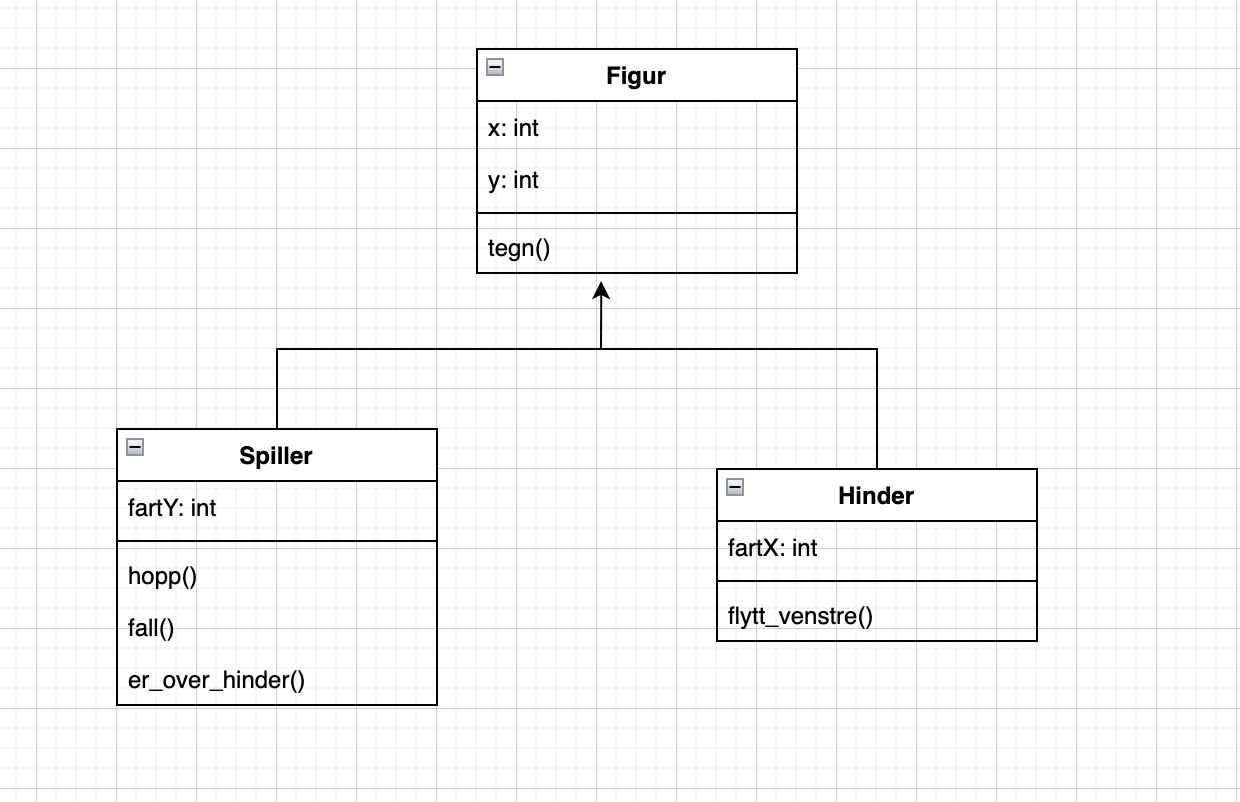 Figur
x: int
y: int
tegn()
Spiller
fartY: int
hopp()
fall()
er_over_hinder()
Hinder
fartX: int
flytt_venstre()